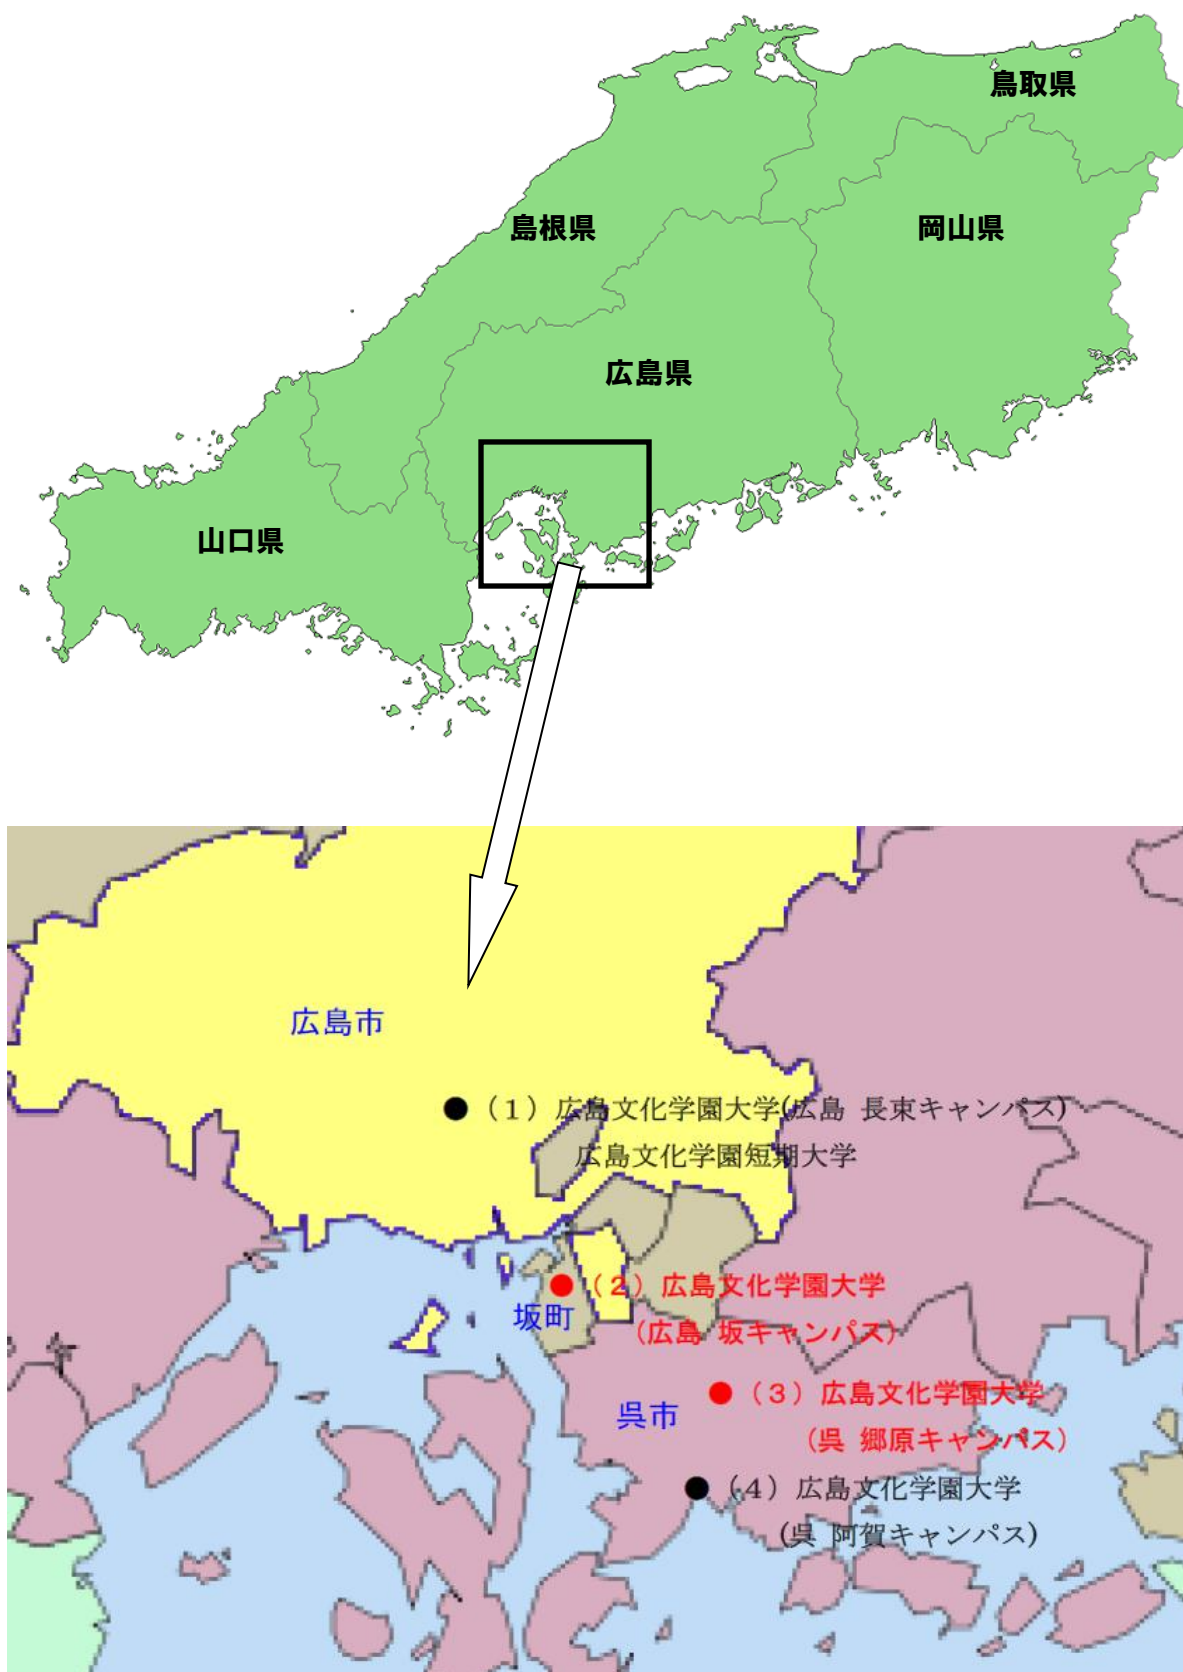 鳥取県
島根県
岡山県
広島県
山口県
広島市
●（１）広島文化学園大学(広島 長束キャンパス)
広島文化学園短期大学
●（２）広島文化学園大学
坂町
（広島 坂キャンパス）
●（３）広島文化学園大学
呉市
（呉 郷原キャンパス）
●（４）広島文化学園大学
（呉 阿賀キャンパス）